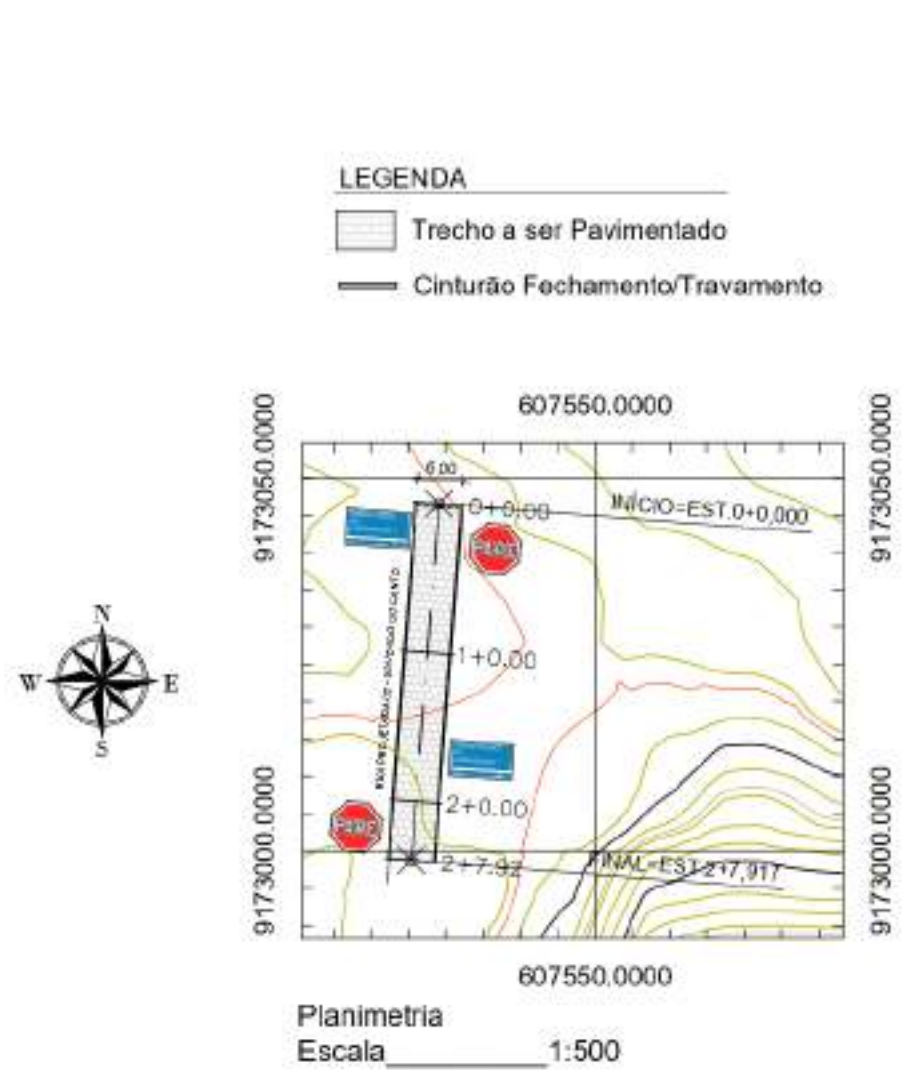 LEGENDA
Trecho a ser Pavimentado
Cinturão Fechamento/Travamento
607550.0000
9173050.0000
9173050.0000
6,00
0+0,00
INÍCIO=EST.0+0,000
PARE
N
W
E
S
1+0,00
2+0.00
PARE
9173000.0000
9173000.0000
2+7.92
FINAL=EST.2+7,917
607550.0000
Planimetria
Escala 1:500